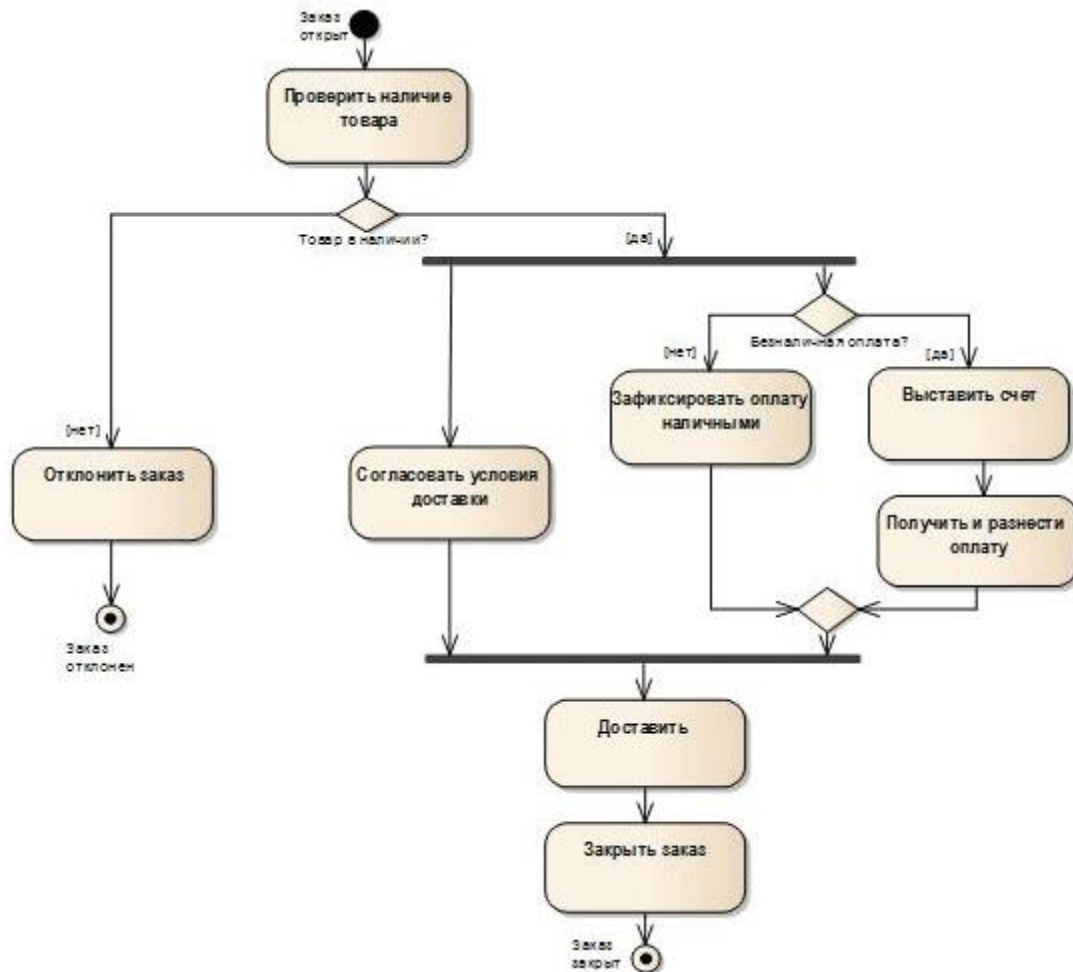 Заказ
открыт
Проверить наличие
товара
Товар в наличии?
[да]
Безналичная оплата?
[нет]
[да]
Зафиксировать оплату
наличными
Выставить счет
[нет]
Отклонить заказ
Согласовать условия
доставки
Получить и разнести
оплату
Заказ
отклонен
Доставить
Закрыть заказ
Заказ
закрыт